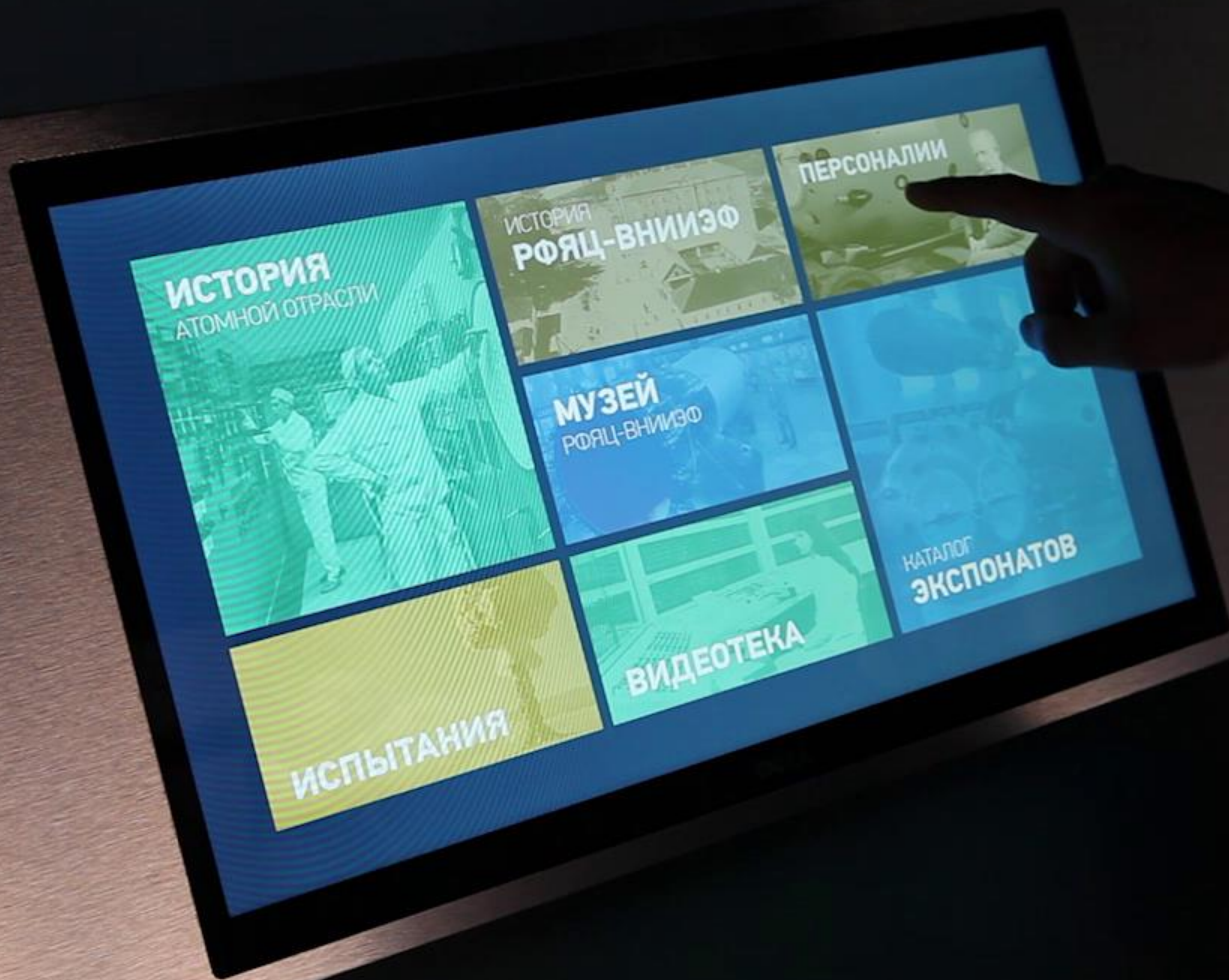 ИСТОРИЯ
АТОМНОЙ ОТРАСЛИ
ИСТОРИЯ
РФЯЦ-ВНИИЭФ
ПЕРСОНАЛИИ
МУЗЕЙ
РФЯЦ-ВНИИЭФ
КАТАЛОГ
ЭКСПОНАТОВ
ИСПЫТАНИЯ
ВИДЕОТЕКА